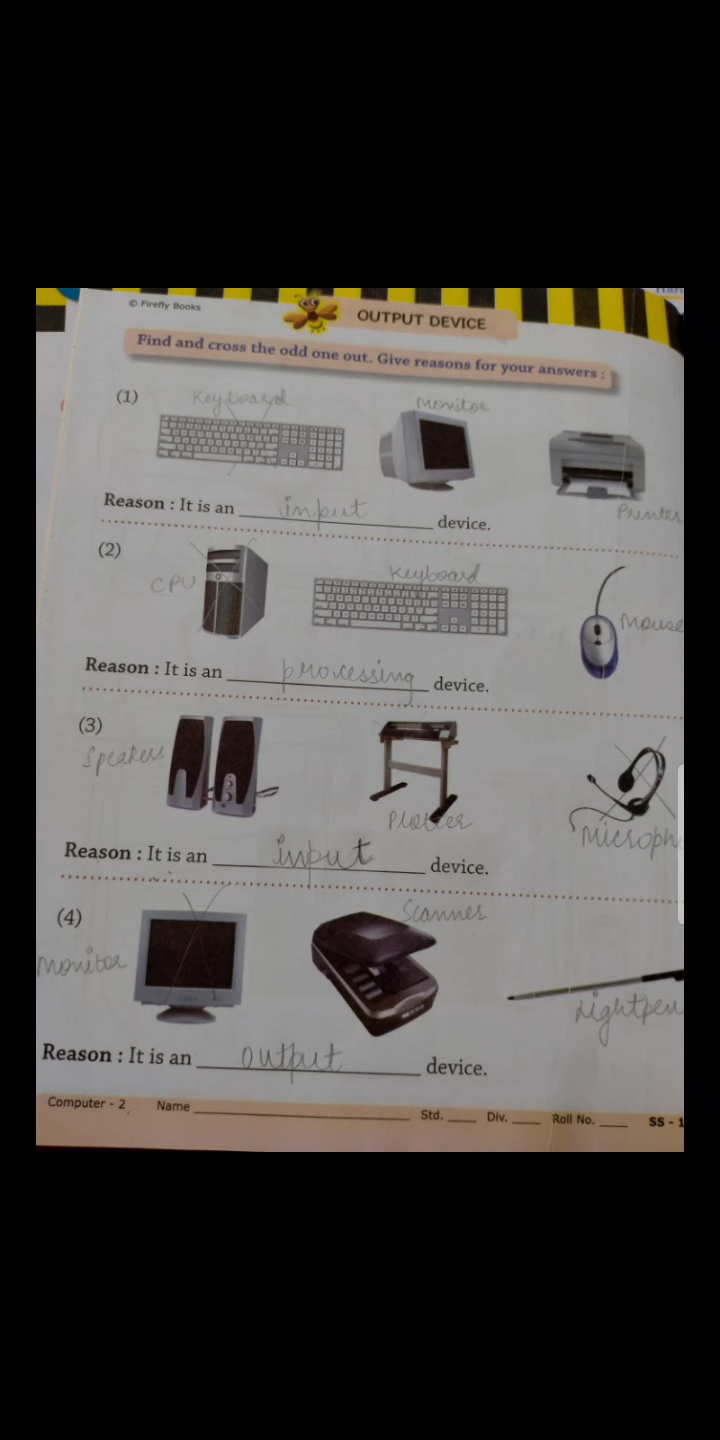 © Firefly Books
OUTPUT DEVICE
Find and cross the odd one out. Give reasons for your answers :
(1)
Keyboard
Monitor
Printer
Reason : It is an input device.
(2)
CPU
Keyboard
Mouse
Reason : It is an processing device.
(3)
Speakers
Plotter
Microph
Reason : It is an input device.
(4)
Monitor
Scanner
Lightpen
Reason : It is an output device.
Computer - 2, Name Std. Div. Roll No. SS - 1